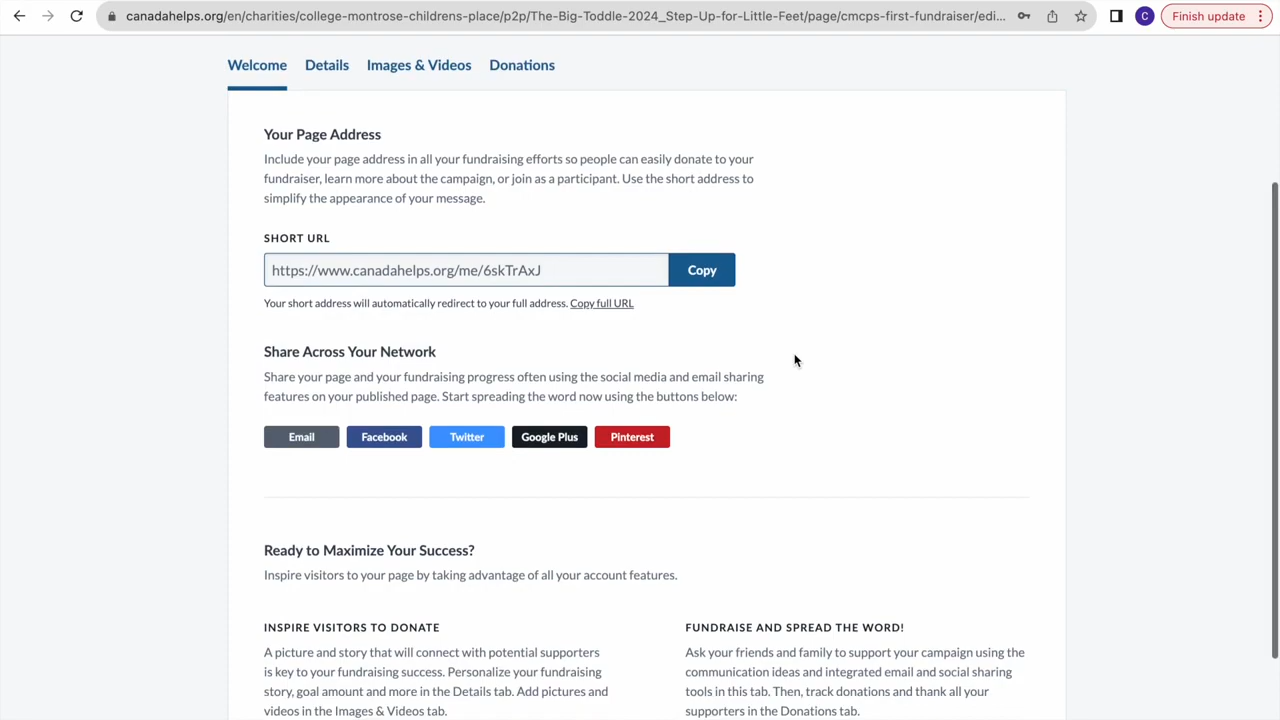 canadahelps.org/en/charities/college-montrose-childrens-place/p2p/The-Big-Toddle-2024_Step-Up-for-Little-Feet/page/cmcps-first-fundraiser/edi...
C
Finish update
Welcome Details Images & Videos Donations
Your Page Address
Include your page address in all your fundraising efforts so people can easily donate to your
fundraiser, learn more about the campaign, or join as a participant. Use the short address to
simplify the appearance of your message.
SHORT URL
https://www.canadahelps.org/me/6skTrAxJ Copy
Your short address will automatically redirect to your full address. Copy full URL
Share Across Your Network
Share your page and your fundraising progress often using the social media and email sharing
features on your published page. Start spreading the word now using the buttons below:
Email Facebook Twitter Google Plus Pinterest
Ready to Maximize Your Success?
Inspire visitors to your page by taking advantage of all your account features.
INSPIRE VISITORS TO DONATE
A picture and story that will connect with potential supporters
is key to your fundraising success. Personalize your fundraising
story, goal amount and more in the Details tab. Add pictures and
videos in the Images & Videos tab.
FUNDRAISE AND SPREAD THE WORD!
Ask your friends and family to support your campaign using the
communication ideas and integrated email and social sharing
tools in this tab. Then, track donations and thank all your
supporters in the Donations tab.